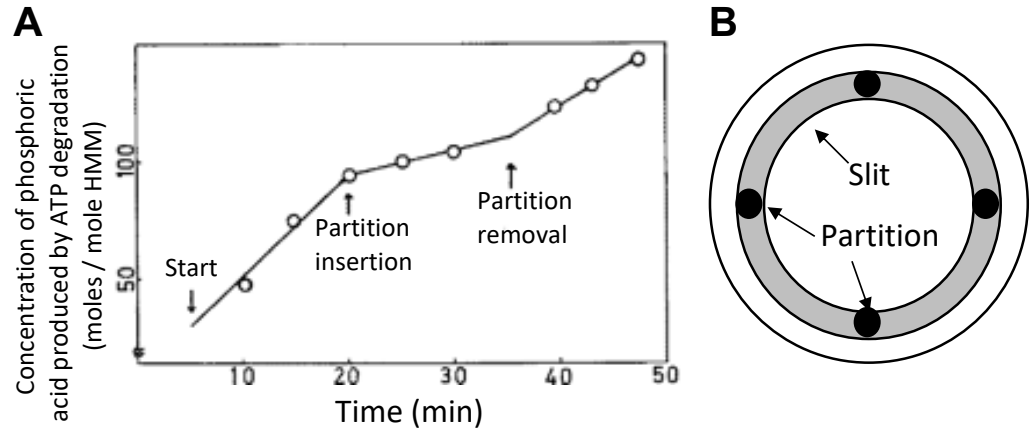 A
Concentration of phosphoric
acid produced by ATP degradation
(moles / mole HMM)
100
50
Start
Partition
insertion
Partition
removal
10
20
30
40
50
Time (min)
B
Slit
Partition